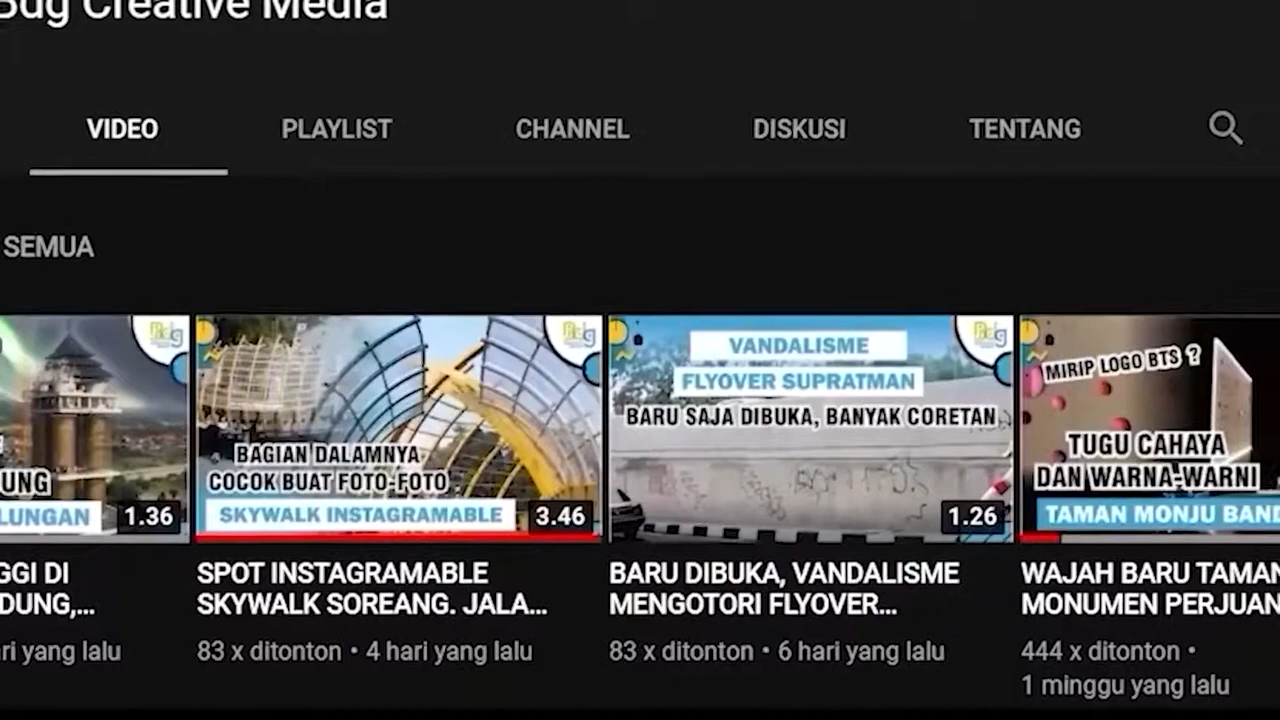 Bdg Creative Media
VIDEO
PLAYLIST
CHANNEL
DISKUSI
TENTANG
SEMUA
UNG
LUNGAN
1.36
GGI DI
DUNG,...
ri yang lalu
BAGIAN DALAMNYA
COCOK BUAT FOTO-FOTO
SKYWALK INSTAGRAMABLE
3.46
SPOT INSTAGRAMABLE
SKYWALK SOREANG. JALA...
83 x ditonton • 4 hari yang lalu
VANDALISME
FLYOVER SUPRATMAN
BARU SAJA DIBUKA, BANYAK CORETAN
1.26
BARU DIBUKA, VANDALISME
MENGOTORI FLYOVER...
83 x ditonton • 6 hari yang lalu
MIRIP LOGO BTS ?
TUGU CAHAYA
DAN WARNA-WARNI
TAMAN MONJU BAND
WAJAH BARU TAMAN
MONUMEN PERJUAN
444 x ditonton •
1 minggu yang lalu